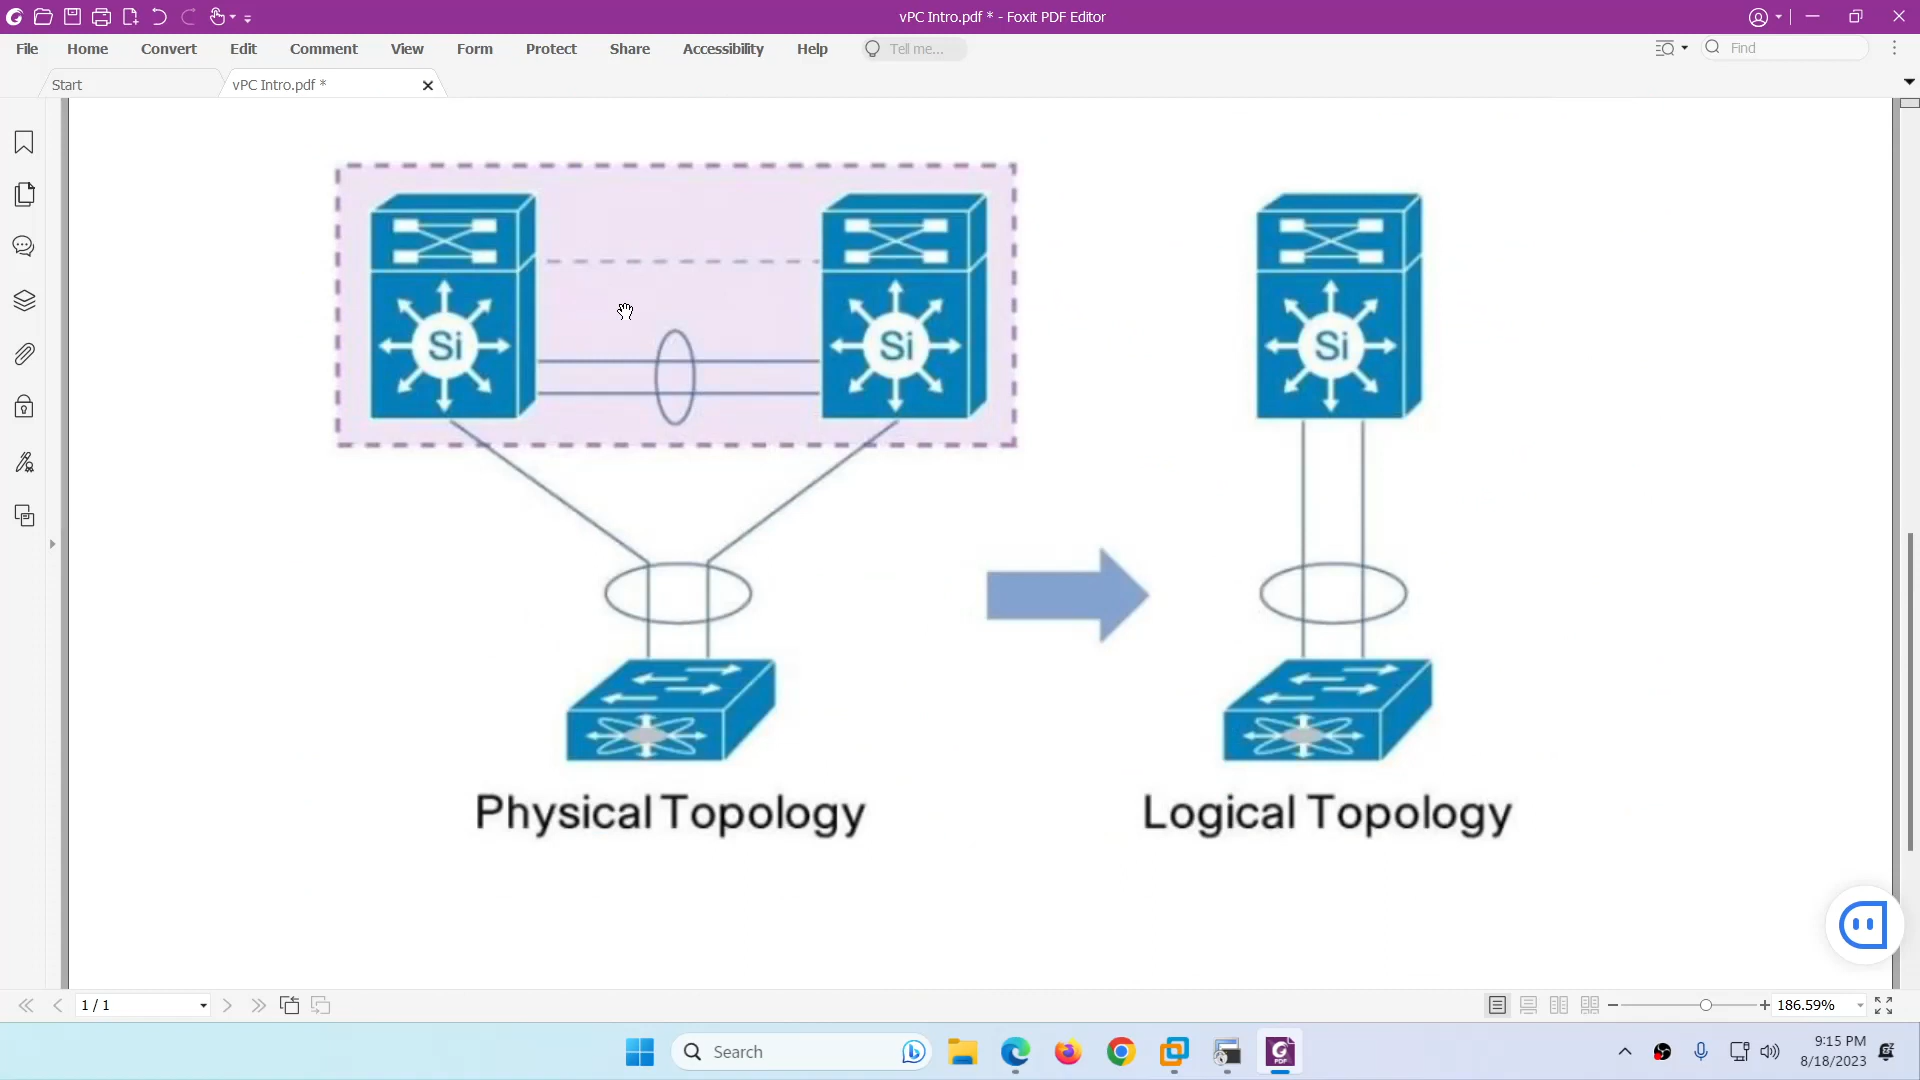 vPC Intro.pdf * - Foxit PDF Editor
File Home Convert Edit Comment View Form Protect Share Accessibility Help Tell me... Find
Start vPC Intro.pdf *
Si Si Si
Physical Topology Logical Topology
1 / 1 186.59%
Search 9:15 PM
8/18/2023